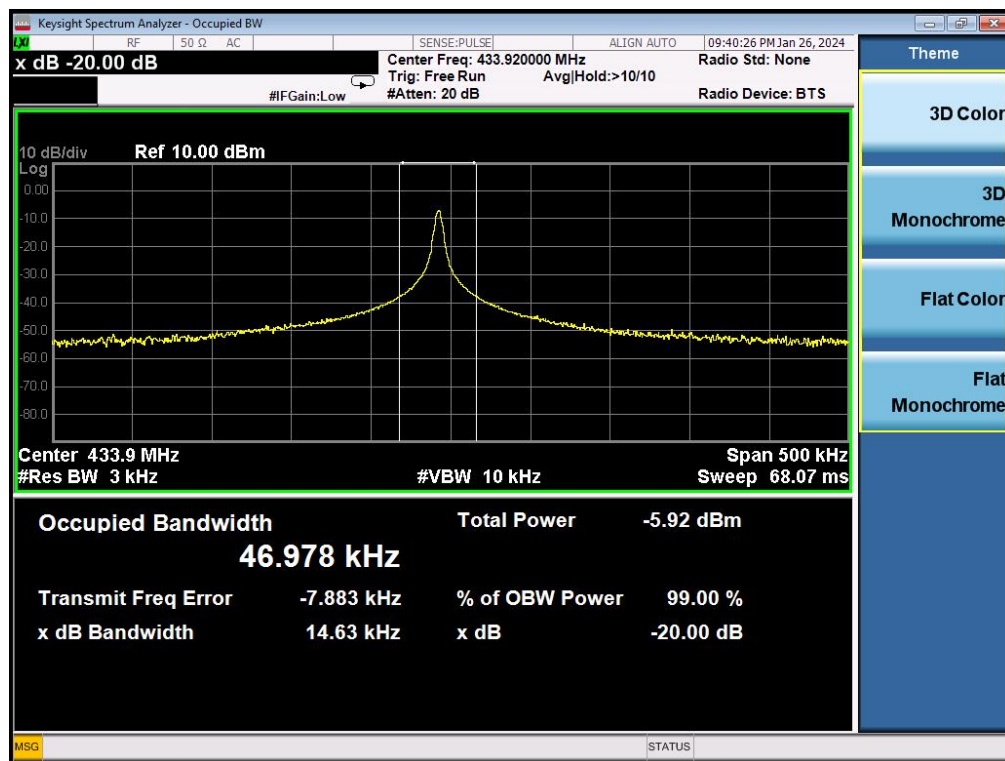 Keysight Spectrum Analyzer - Occupied BW
LXI RF 50 Ω AC SENSE:PULSE ALIGN AUTO 09:40:26 PM Jan 26, 2024
x dB -20.00 dB
Center Freq: 433.920000 MHz
Radio Std: None
Trig: Free Run Avg|Hold:>10/10
#IFGain:Low
#Atten: 20 dB
Radio Device: BTS
10 dB/div Ref 10.00 dBm
Log
0.00
-10.0
-20.0
-30.0
-40.0
-50.0
-60.0
-70.0
-80.0
Center 433.9 MHz Span 500 kHz
#Res BW 3 kHz #VBW 10 kHz Sweep 68.07 ms
Occupied Bandwidth Total Power -5.92 dBm
46.978 kHz
Transmit Freq Error -7.883 kHz % of OBW Power 99.00 %
x dB Bandwidth 14.63 kHz x dB -20.00 dB
MSG STATUS
Theme
3D Color
3D
Monochrome
Flat Color
Flat
Monochrome